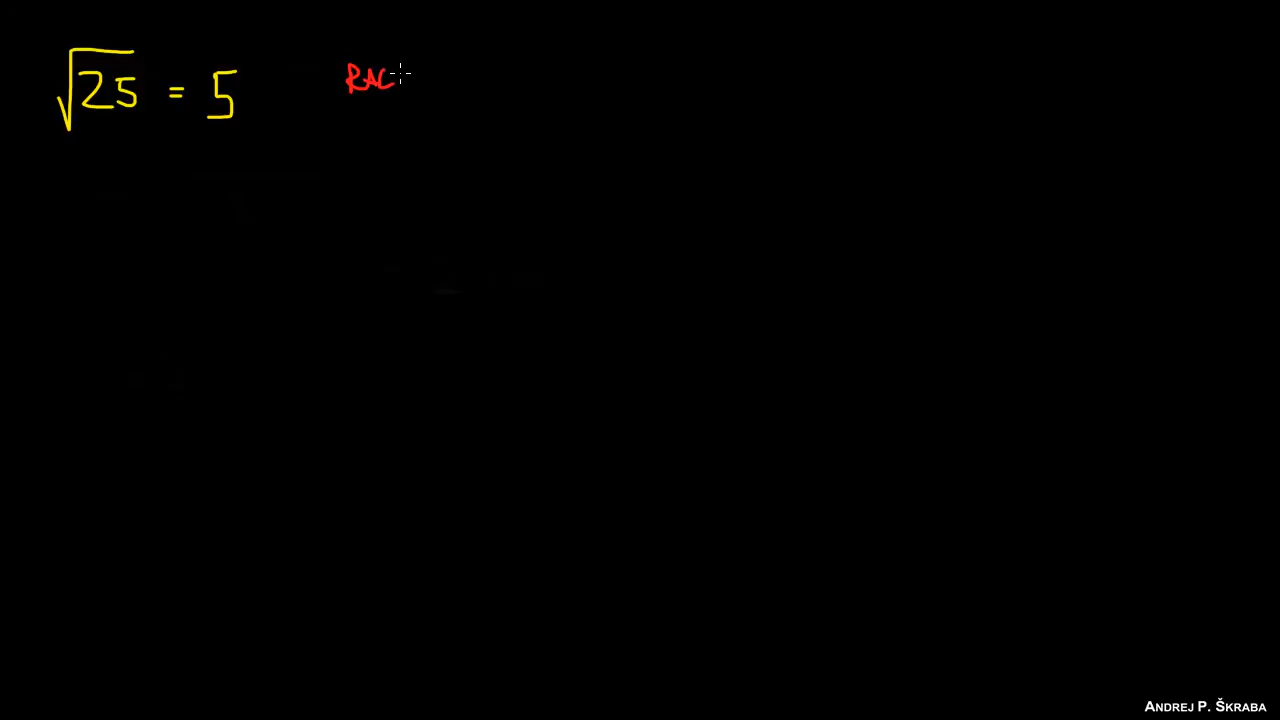 √25 = 5 RAC
ANDREJ P. ŠKRABA